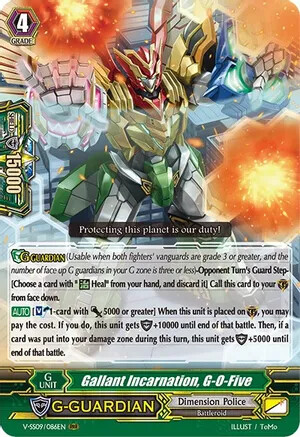 4
GRADE
SHIELD
15000
Protecting this planet is our duty!
G GUARDIAN (Usable when both fighters' vanguards are grade 3 or greater, and the
number of face up G guardians in your G zone is three or less)-Opponent Turn's Guard Step-
[Choose a card with " Heal" from your hand, and discard it] Call this card to your
from face down.
AUTO [1-card with 5000 or greater] When this unit is placed on , you may
pay the cost. If you do, this unit gets +10000 until end of that battle. Then, if a
card was put into your damage zone during this turn, this unit gets +5000 until
end of that battle.
G
UNIT
Gallant Incarnation, G-O-Five
G-GUARDIAN
Dimension Police
Battleroid
V-SS09/086EN RRR
ILLUST / ToMo